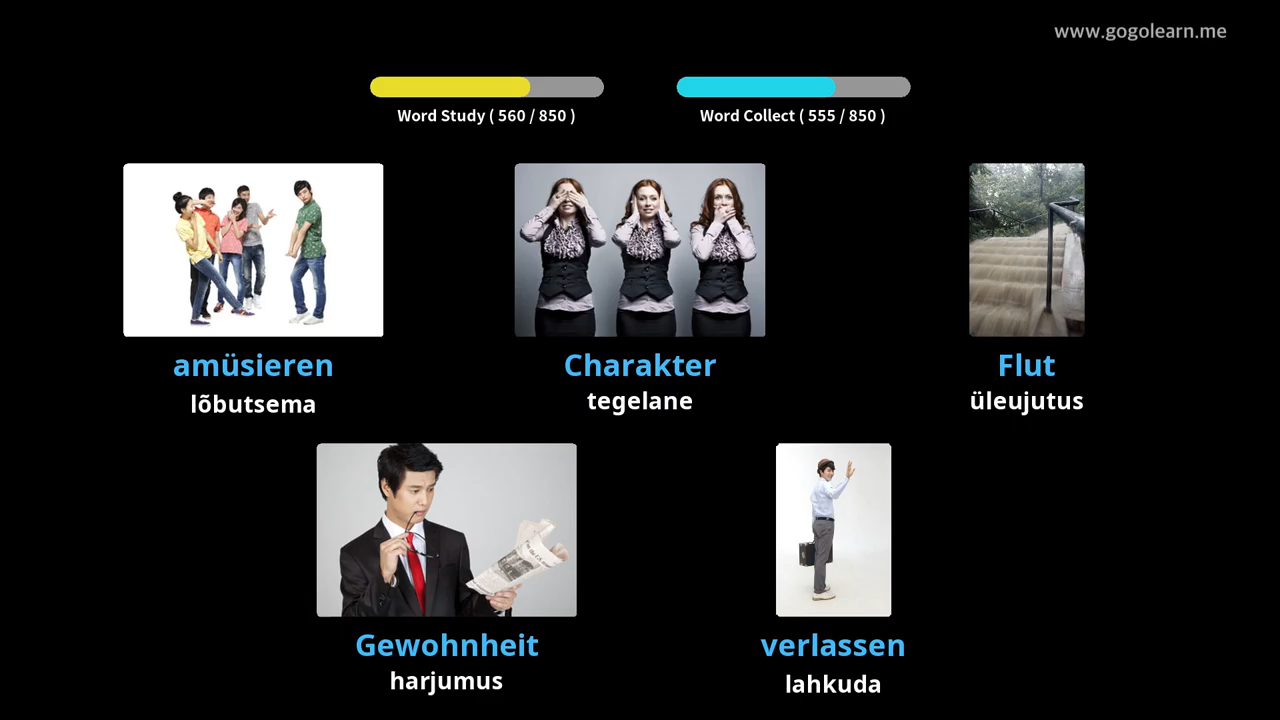 www.gogolearn.me
Word Study ( 560 / 850 )
Word Collect ( 555 / 850 )
amüsieren
lõbutsema
Charakter
tegelane
Flut
üleujutus
Gewohnheit
harjumus
verlassen
lahkuda